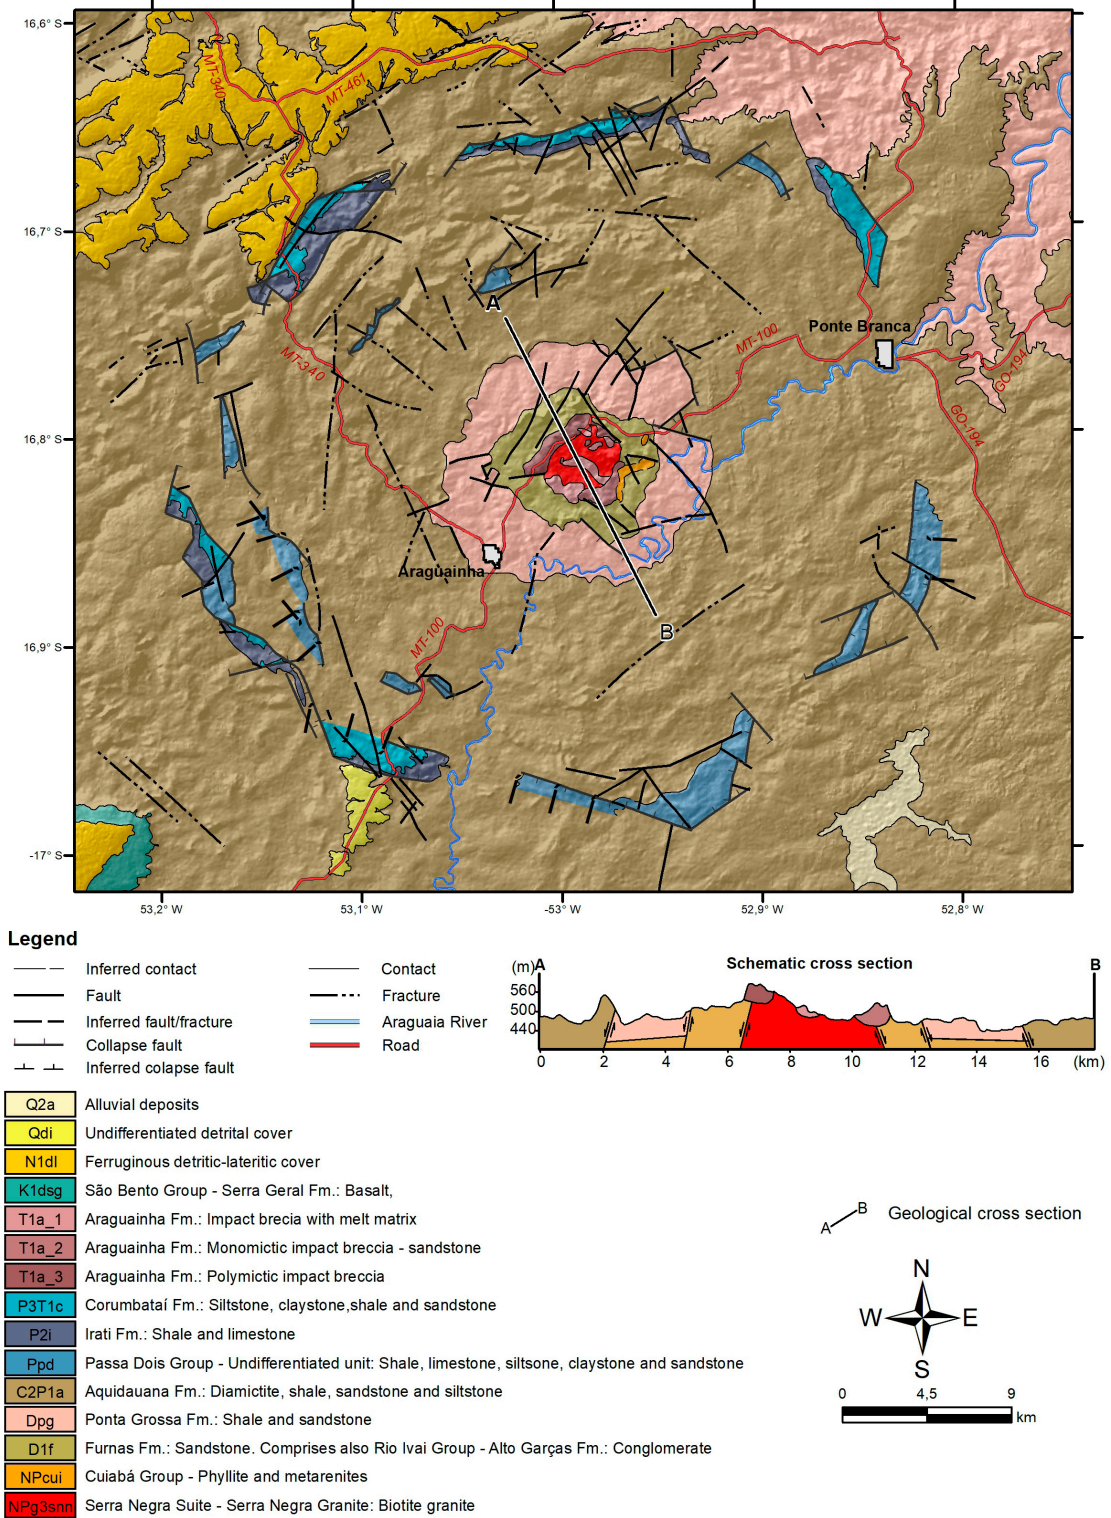 16,6° S
MT-340
MT-461
16,7° S
A
Ponte Branca
MT-100
MT-340
GO-194
GO-194
16,8° S
Araguainha
B
MT-100
16,9° S
-17° S
53,2° W
53,1° W
-53° W
52,9° W
52,8° W
Legend
Inferred contact
Contact
Fault
Fracture
Inferred fault/fracture
Araguaia River
Collapse fault
Road
Inferred colapse fault
(m)
A
Schematic cross section
B
560
500
440
0
2
4
6
8
10
12
14
16
(km)
Q2a Alluvial deposits
Qdi Undifferentiated detrital cover
N1dl Ferruginous detritic-lateritic cover
K1dsg São Bento Group - Serra Geral Fm.: Basalt,
T1a_1 Araguainha Fm.: Impact brecia with melt matrix
T1a_2 Araguainha Fm.: Monomictic impact breccia - sandstone
T1a_3 Araguainha Fm.: Polymictic impact breccia
P3T1c Corumbataí Fm.: Siltstone, claystone,shale and sandstone
P2i Irati Fm.: Shale and limestone
Ppd Passa Dois Group - Undifferentiated unit: Shale, limestone, siltsone, claystone and sandstone
C2P1a Aquidauana Fm.: Diamictite, shale, sandstone and siltstone
Dpg Ponta Grossa Fm.: Shale and sandstone
D1f Furnas Fm.: Sandstone. Comprises also Rio Ivai Group - Alto Garças Fm.: Conglomerate
NPcui Cuiabá Group - Phyllite and metarenites
NPg3snn Serra Negra Suite - Serra Negra Granite: Biotite granite
A
B
Geological cross section
N
W
E
S
0
4,5
9
km